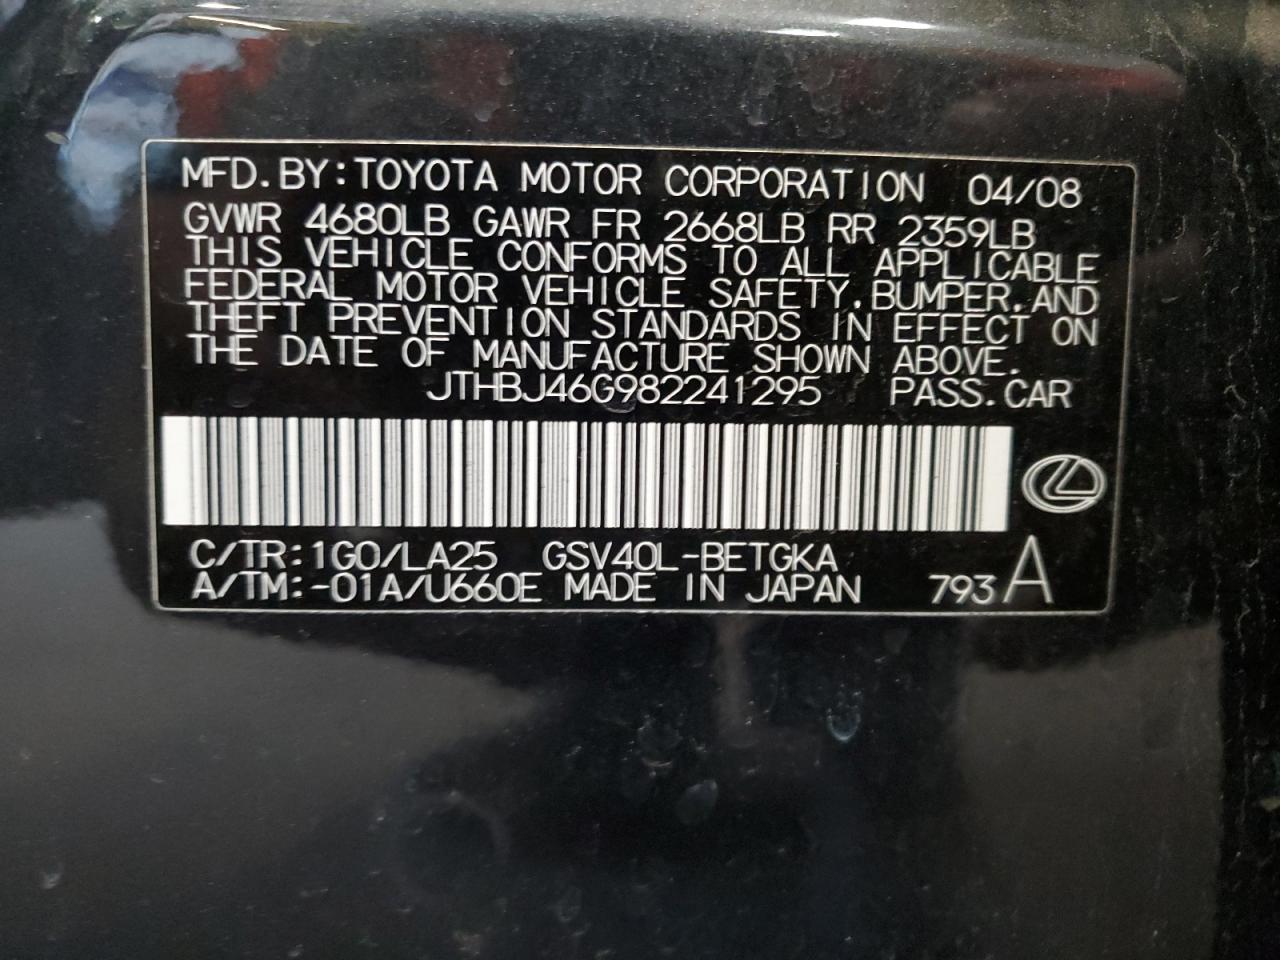 MFD.BY:TOYOTA MOTOR CORPORATION 04/08
GVWR 4680LB GAWR FR 2668LB RR 2359LB
THIS VEHICLE CONFORMS TO ALL APPLICABLE
FEDERAL MOTOR VEHICLE SAFETY,BUMPER,AND
THEFT PREVENTION STANDARDS IN EFFECT ON
THE DATE OF MANUFACTURE SHOWN ABOVE.
JTHBJ46G982241295 PASS.CAR
C/TR:1G0/LA25 GSV40L-BETGKA
A/TM:-01A/U660E MADE IN JAPAN 793 A